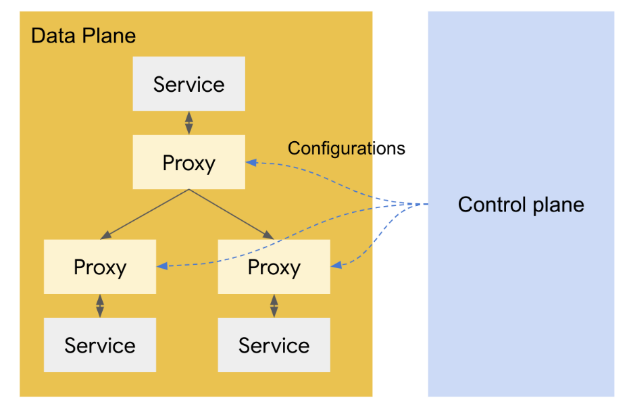 Data Plane
Service
Configurations
Proxy
Control plane
Proxy
Proxy
Service
Service